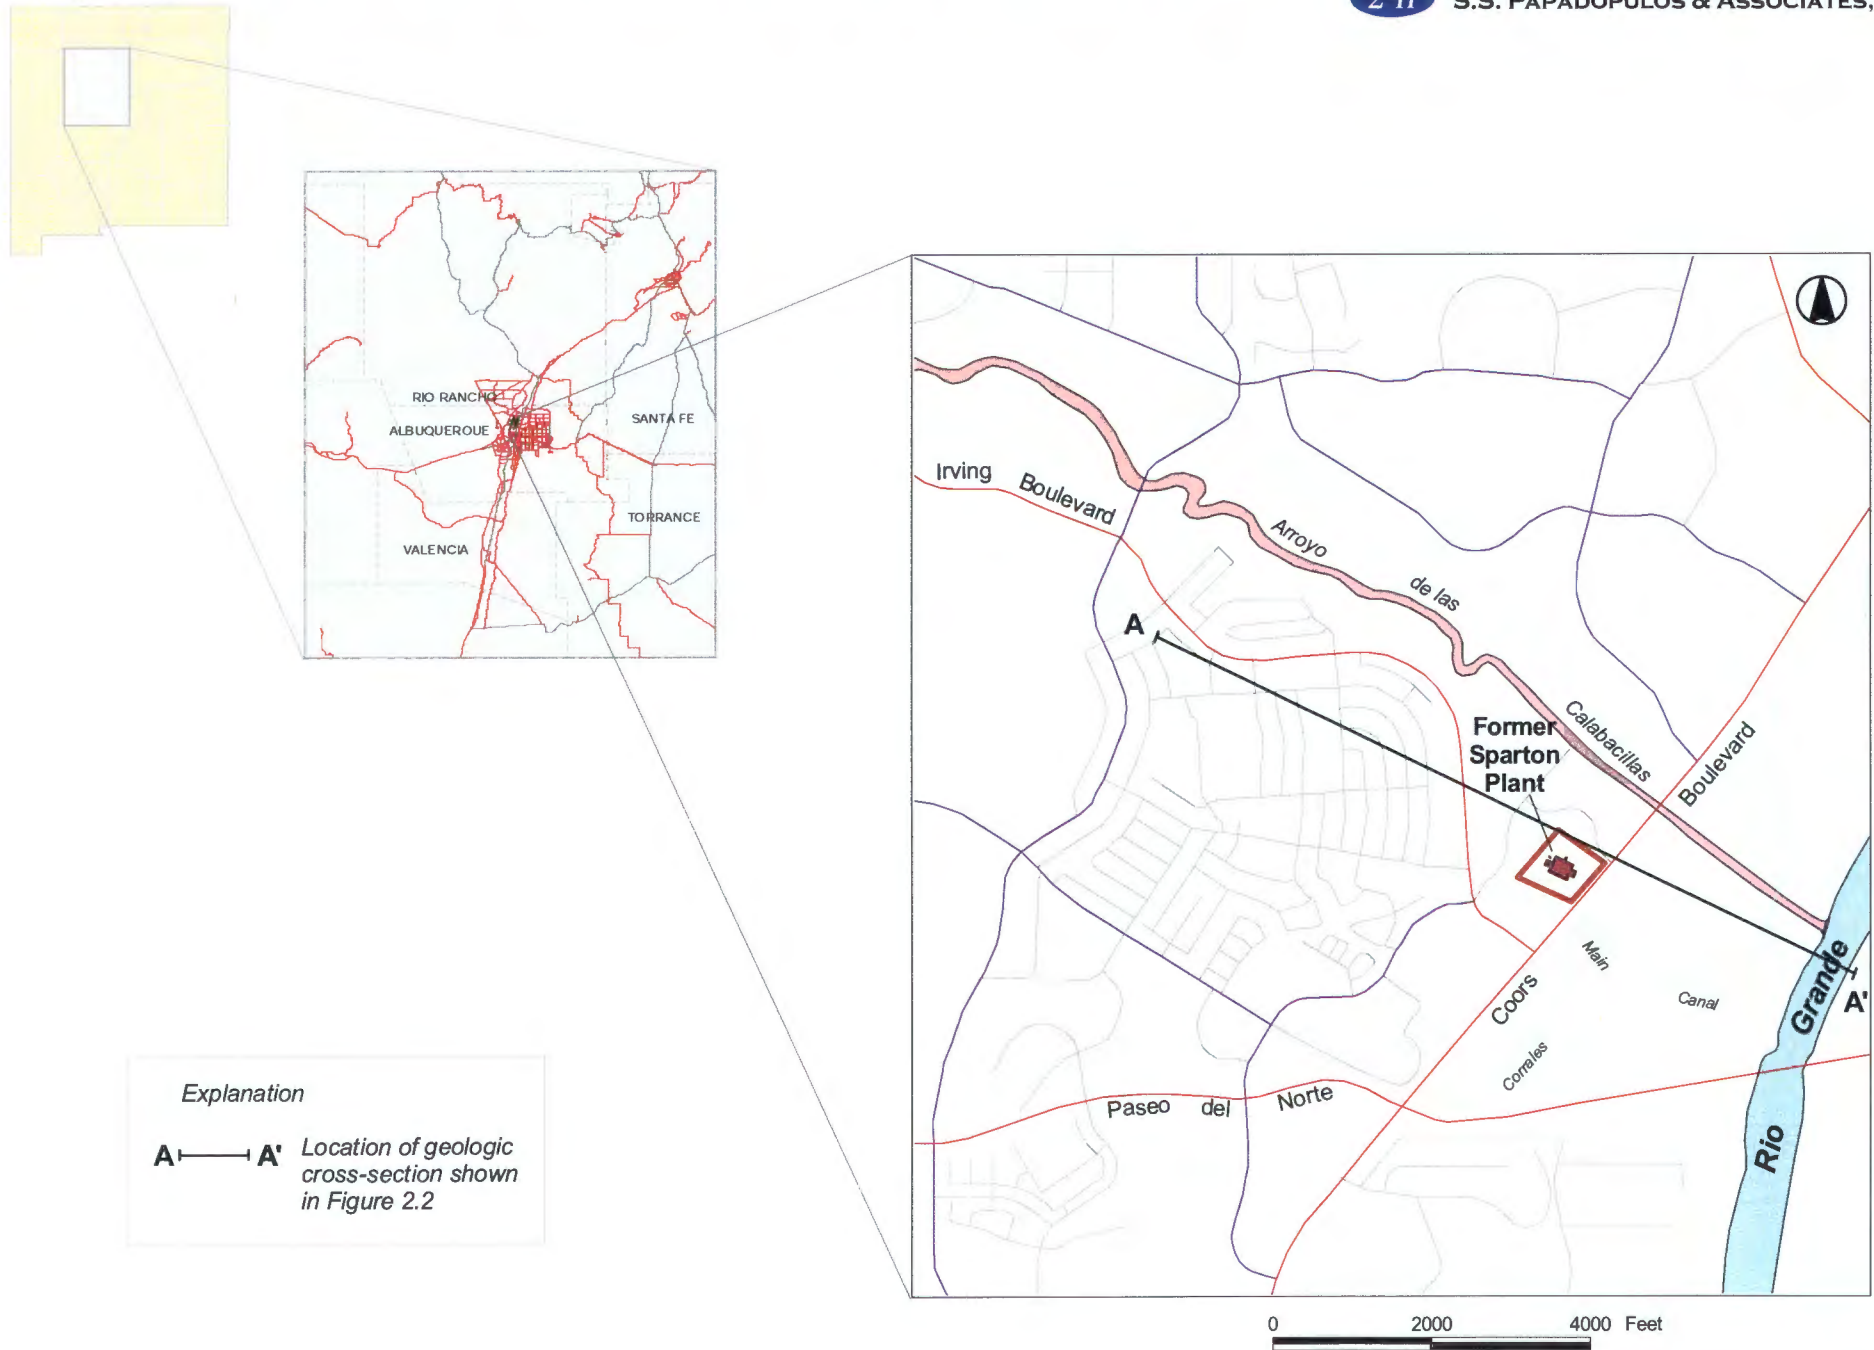 S.S. PAPADOPULOS & ASSOCIATES,
RIO RANCHO
ALBUQUERQUE
SANTA FE
TORRANCE
VALENCIA
Irving Boulevard
Arroyo
de las
Calabacillas
A
Former
Sparton
Plant
Boulevard
Coors
Main
Canal
Corrales
Rio Grande
A'
Paseo del Norte
Explanation
A A' Location of geologic
cross-section shown
in Figure 2.2
0 2000 4000 Feet